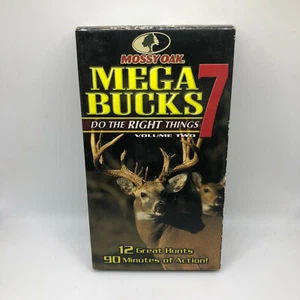 MOSSY OAK.
MEGA
BUCKS 7
DO THE RIGHT THINGS
VOLUME TWO
12 Great Hunts
90 Minutes of Action!